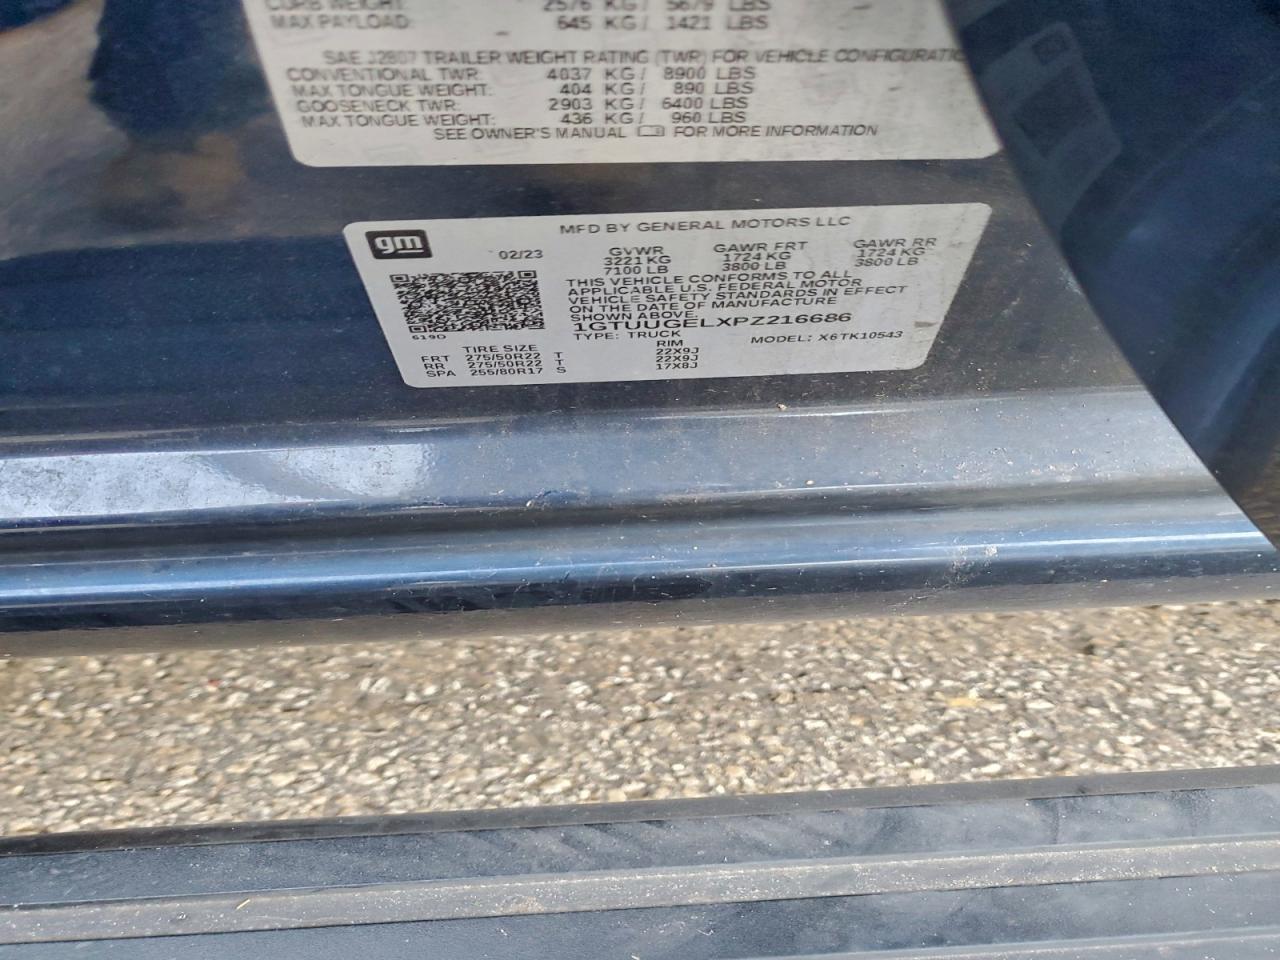 CURB WEIGHT: 2576 KG/ 5679 LBS
MAX PAYLOAD: 645 KG/ 1421 LBS
SAE J2807 TRAILER WEIGHT RATING (TWR) FOR VEHICLE CONFIGURATIO
CONVENTIONAL TWR: 4037 KG/ 8900 LBS
MAX TONGUE WEIGHT: 404 KG/ 890 LBS
GOOSENECK TWR: 2903 KG/ 6400 LBS
MAX TONGUE WEIGHT: 436 KG/ 960 LBS
SEE OWNER'S MANUAL FOR MORE INFORMATION
gm
MFD BY GENERAL MOTORS LLC
02/23
GVWR GAWR FRT GAWR RR
3221 KG 1724 KG 1724 KG
7100 LB 3800 LB 3800 LB
THIS VEHICLE CONFORMS TO ALL
APPLICABLE U.S. FEDERAL MOTOR
VEHICLE SAFETY STANDARDS IN EFFECT
ON THE DATE OF MANUFACTURE
SHOWN ABOVE.
1GTUUGELXPZ216686
619D
TYPE: TRUCK MODEL: X6TK10543
TIRE SIZE RIM
FRT 275/50R22 T 22X9J
RR 275/50R22 T 22X9J
SPA 255/80R17 S 17X8J